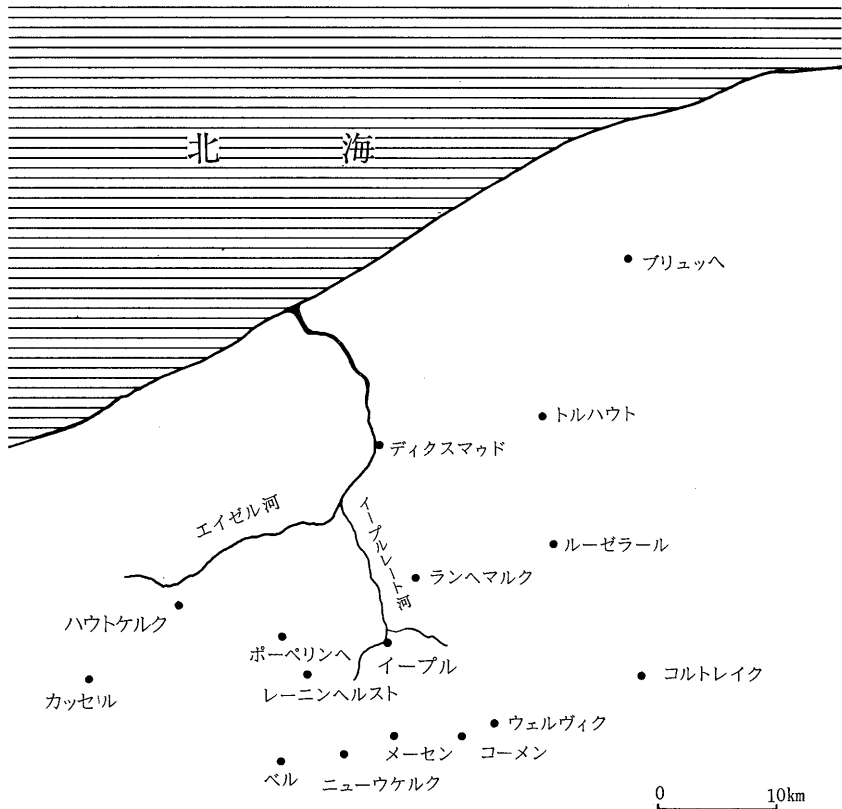 北海
ブリュッヘ
トルハウト
ディクスマゥド
エイゼル河
イープルレート河
ルーゼラール
ランヘマルク
ハウトケルク
ポーペリンヘ
イープル
カッセル
レーニンヘルスト
コルトレイク
ウェルヴィク
メーセン
コーメン
ベル
ニューウケルク
0 10km